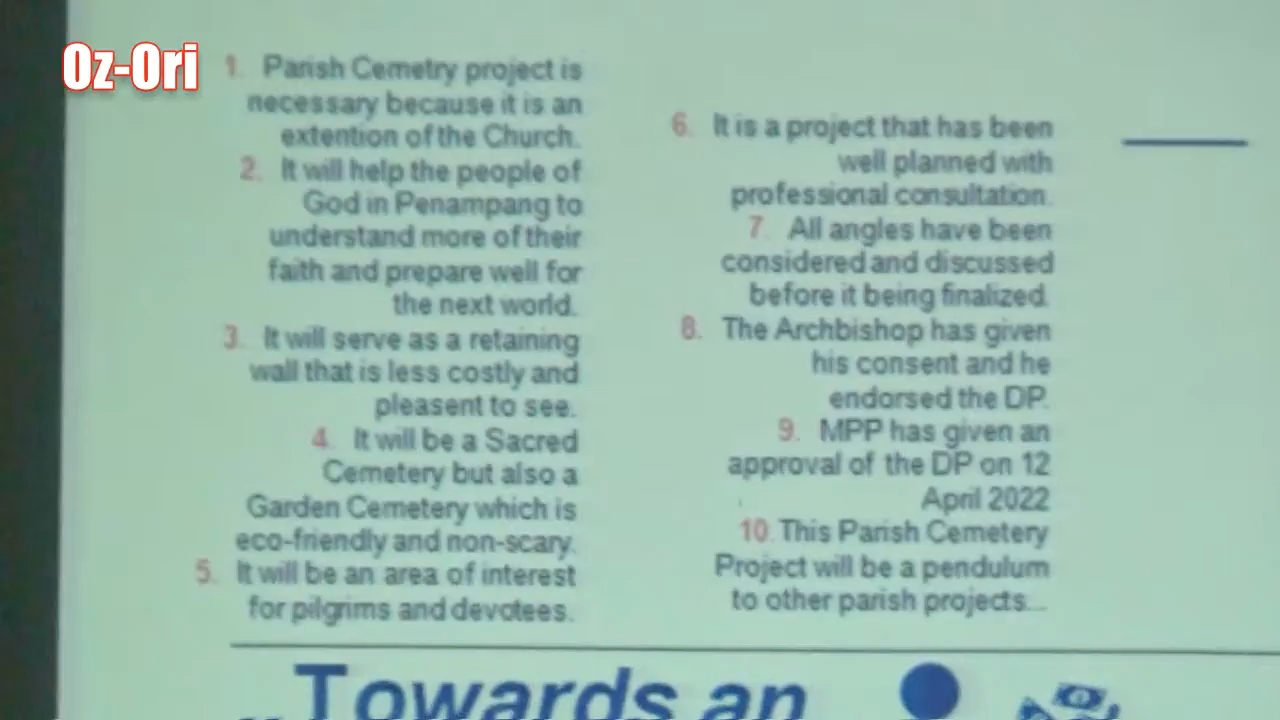 Oz-Ori
1. Parish Cemetry project is
necessary because it is an
extention of the Church.
2. It will help the people of
God in Penampang to
understand more of their
faith and prepare well for
the next world.
3. It will serve as a retaining
wall that is less costly and
pleasent to see.
4. It will be a Sacred
Cemetery but also a
Garden Cemetery which is
eco-friendly and non-scary.
5. It will be an area of interest
for pilgrims and devotees.
6. It is a project that has been
well planned with
professional consultation.
7. All angles have been
considered and discussed
before it being finalized.
8. The Archbishop has given
his consent and he
endorsed the DP.
9. MPP has given an
approval of the DP on 12
April 2022
10. This Parish Cemetery
Project will be a pendulum
to other parish projects...
Towards an